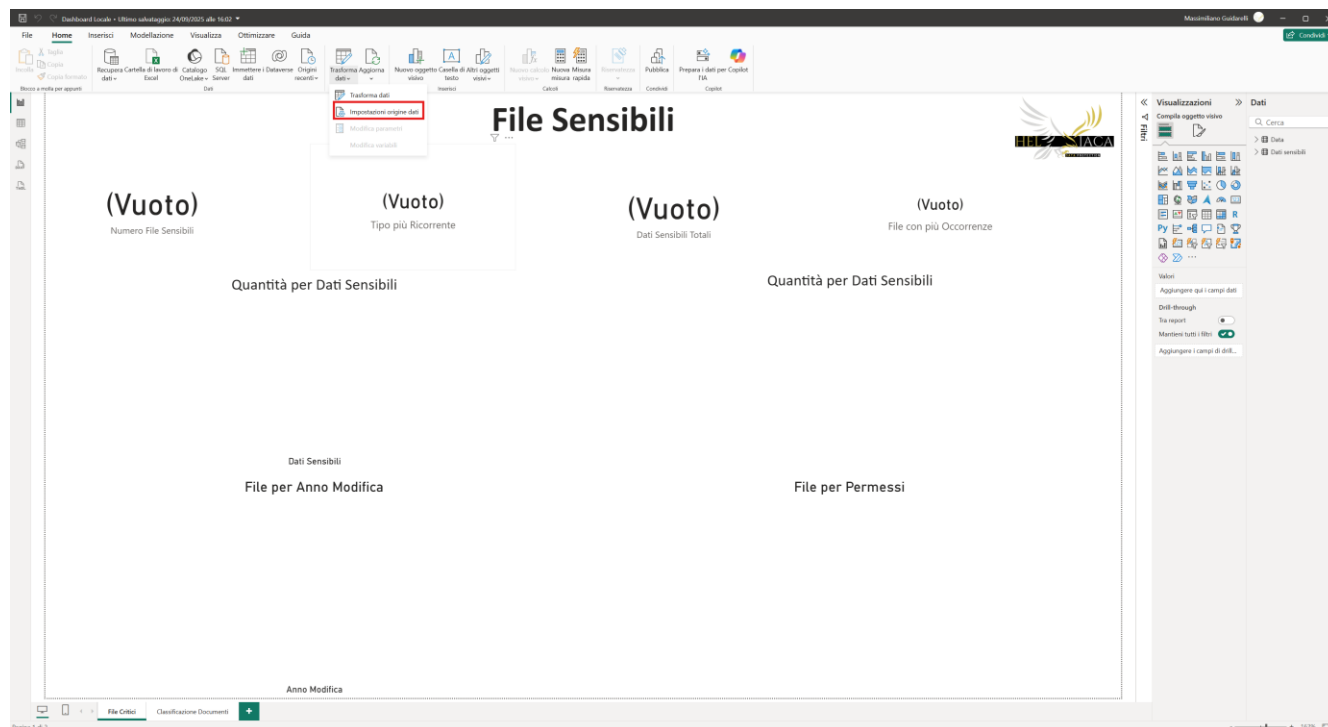 Dashboard Locale • Ultimo salvataggio: 24/09/2025 alle 16:02
Massimiliano Guidarelli
File Home Inserisci Modellazione Visualizza Ottimizzare Guida
Condividi
Taglia
Copia
Copia formato
Recupera dati
Cartella di lavoro di Excel
Catalogo OneLake
SQL Server
Immettere i dati
Dataverse
Origini recenti
Trasforma dati
Aggiorna
Nuovo oggetto visivo
Casella di testo
Altri oggetti visivi
Nuova Misura
misura rapida
Pubblica
Prepara i dati per l'IA
Copilot
Blocco a molla per appunti
Dati
Inserisci
Calcoli
Riservatezza
Condividi
Copilot
Trasforma dati
Impostazioni origine dati
Modifica parametri
Modifica variabili
File Sensibili
DATA PROTECTION
(Vuoto)
Numero File Sensibili
(Vuoto)
Tipo più Ricorrente
(Vuoto)
Dati Sensibili Totali
(Vuoto)
File con più Occorrenze
Quantità per Dati Sensibili
Quantità per Dati Sensibili
Dati Sensibili
File per Anno Modifica
File per Permessi
Anno Modifica
Filtri
Visualizzazioni
Compila oggetto visivo
Valori
Aggiungere qui i campi dati
Drill-through
Tra report
Mantieni tutti i filtri
Aggiungere i campi di drill...
Dati
Cerca
Data
Dati sensibili
File Critici
Classificazione Documenti